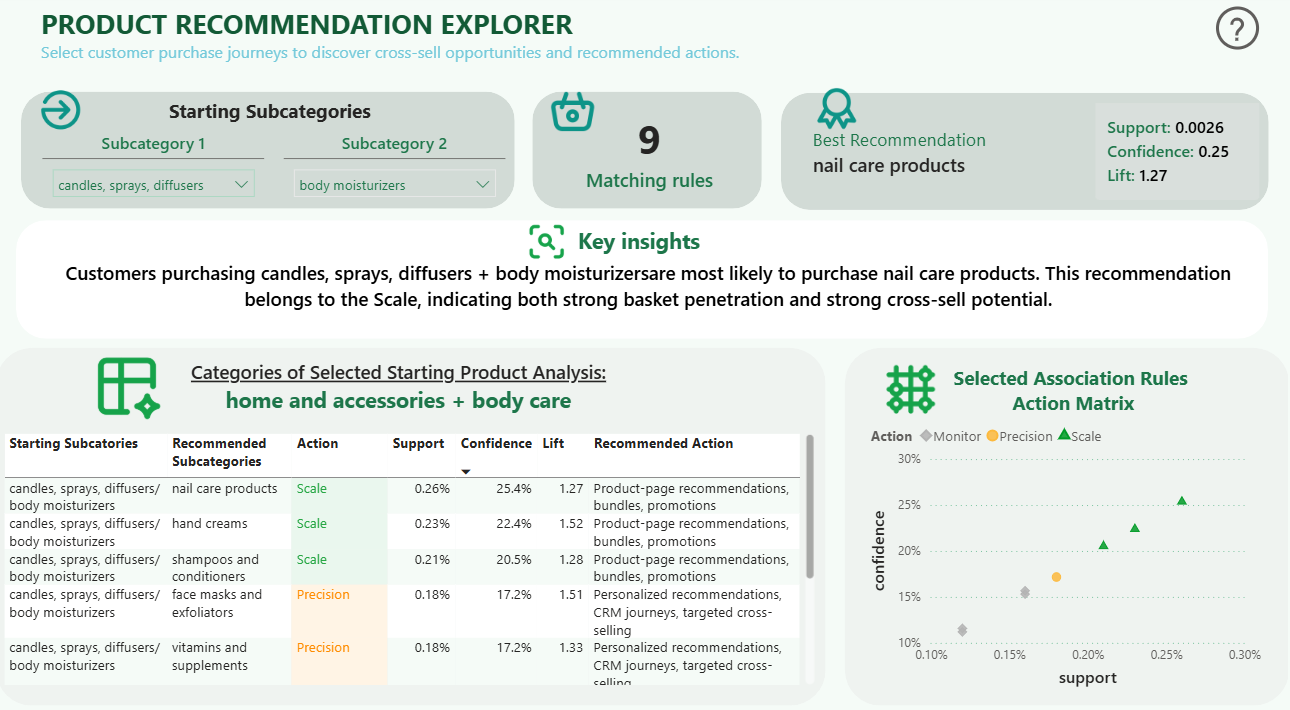 PRODUCT RECOMMENDATION EXPLORER
Select customer purchase journeys to discover cross-sell opportunities and recommended actions.
?
Starting Subcategories
Subcategory 1
Subcategory 2
candles, sprays, diffusers
body moisturizers
9
Matching rules
Best Recommendation
nail care products
Support: 0.0026
Confidence: 0.25
Lift: 1.27
Key insights
Customers purchasing candles, sprays, diffusers + body moisturizersare most likely to purchase nail care products. This recommendation
belongs to the Scale, indicating both strong basket penetration and strong cross-sell potential.
Categories of Selected Starting Product Analysis:
home and accessories + body care
Starting Subcatories Recommended Action Support Confidence Lift Recommended Action
Subcategories
candles, sprays, diffusers/ nail care products Scale 0.26% 25.4% 1.27 Product-page recommendations,
body moisturizers bundles, promotions
candles, sprays, diffusers/ hand creams Scale 0.23% 22.4% 1.52 Product-page recommendations,
body moisturizers bundles, promotions
candles, sprays, diffusers/ shampoos and Scale 0.21% 20.5% 1.28 Product-page recommendations,
body moisturizers conditioners bundles, promotions
candles, sprays, diffusers/ face masks and Precision 0.18% 17.2% 1.51 Personalized recommendations,
body moisturizers exfoliators CRM journeys, targeted cross-
selling
candles, sprays, diffusers/ vitamins and Precision 0.18% 17.2% 1.33 Personalized recommendations,
body moisturizers supplements CRM journeys, targeted cross-
selling
Selected Association Rules
Action Matrix
Action Monitor Precision Scale
30%
25%
20%
15%
10%
confidence
0.10% 0.15% 0.20% 0.25% 0.30%
support